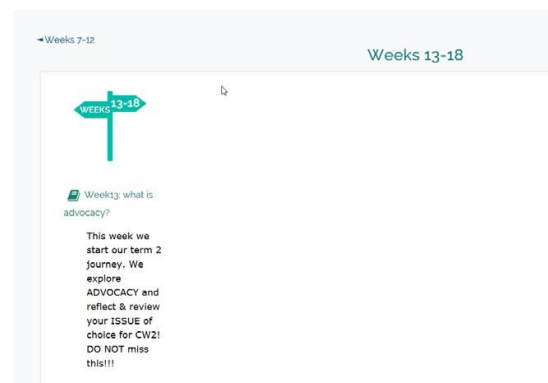 ◄Weeks 7-12
Weeks 13-18
WEEKS 13-18
Week13: what is
advocacy?
This week we
start our term 2
journey. We
explore
ADVOCACY and
reflect & review
your ISSUE of
choice for CW2!
DO NOT miss
this!!!